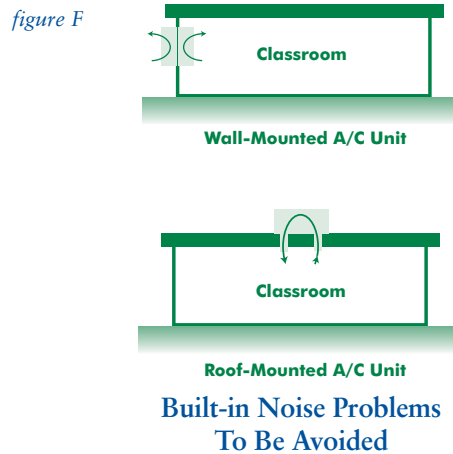 figure F
Classroom
Wall-Mounted A/C Unit
Classroom
Roof-Mounted A/C Unit
Built-in Noise Problems
To Be Avoided